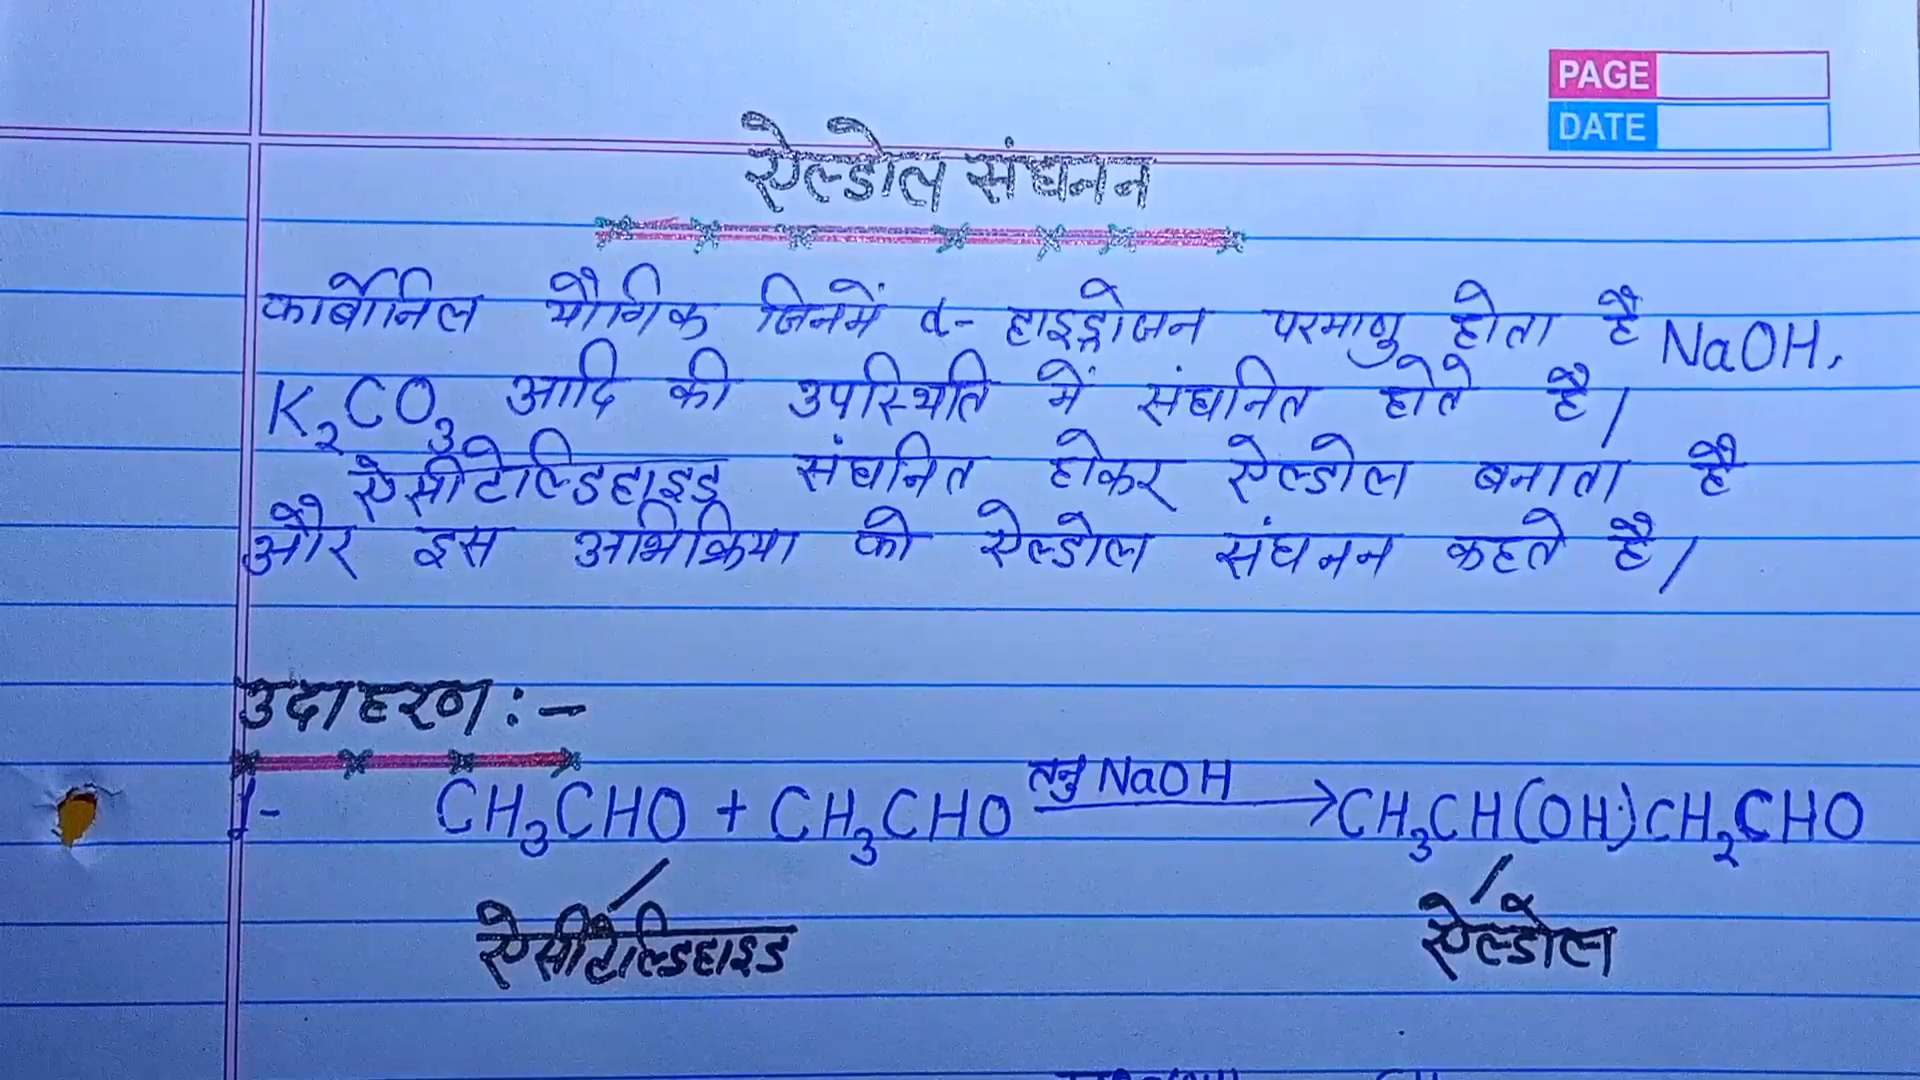 PAGE
DATE
ऐल्डोल संघनन
कार्बोनिल यौगिक जिनमें α- हाइड्रोजन परमाणु होता है NaOH,
K₂CO₃ आदि की उपस्थिति में संघनित होते है।
ऐसीटेल्डिहाइड संघनित होकर ऐल्डोल बनाता है
और इस अभिक्रिया को ऐल्डोल संघनन कहते है।
उदाहरण:-
1- CH₃CHO + CH₃CHO तनु NaOH → CH₃CH(OH)CH₂CHO
ऐसीटेल्डिहाइड ऐल्डोल